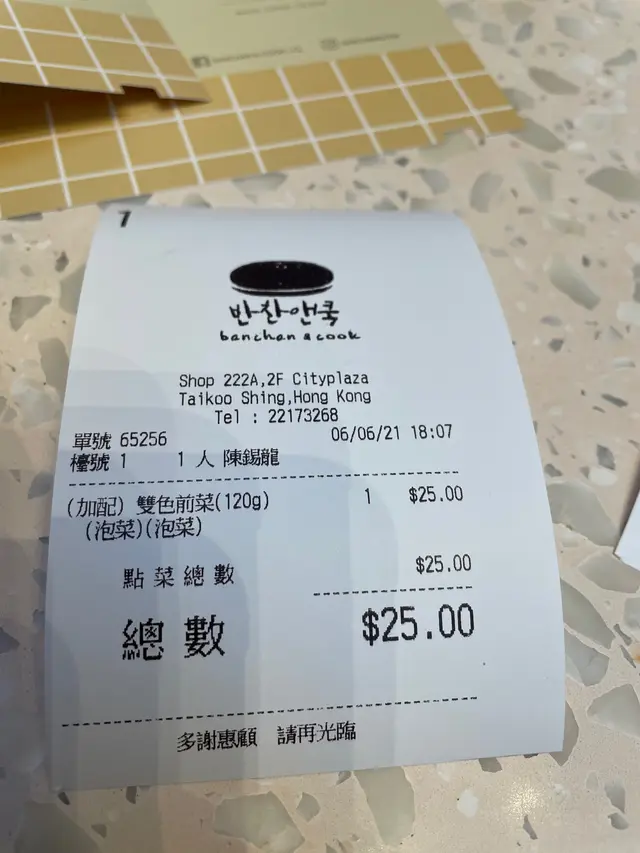 1
반찬앤쿡
banchan & cook
Shop 222A,2F Cityplaza
Taikoo Shing,Hong Kong
Tel : 22173268
單號 65256 06/06/21 18:07
檯號 1 1 人 陳錫龍
(加配) 雙色前菜(120g) 1 $25.00
(泡菜)(泡菜)
點菜總數 $25.00
總數 $25.00
多謝惠顧 請再光臨